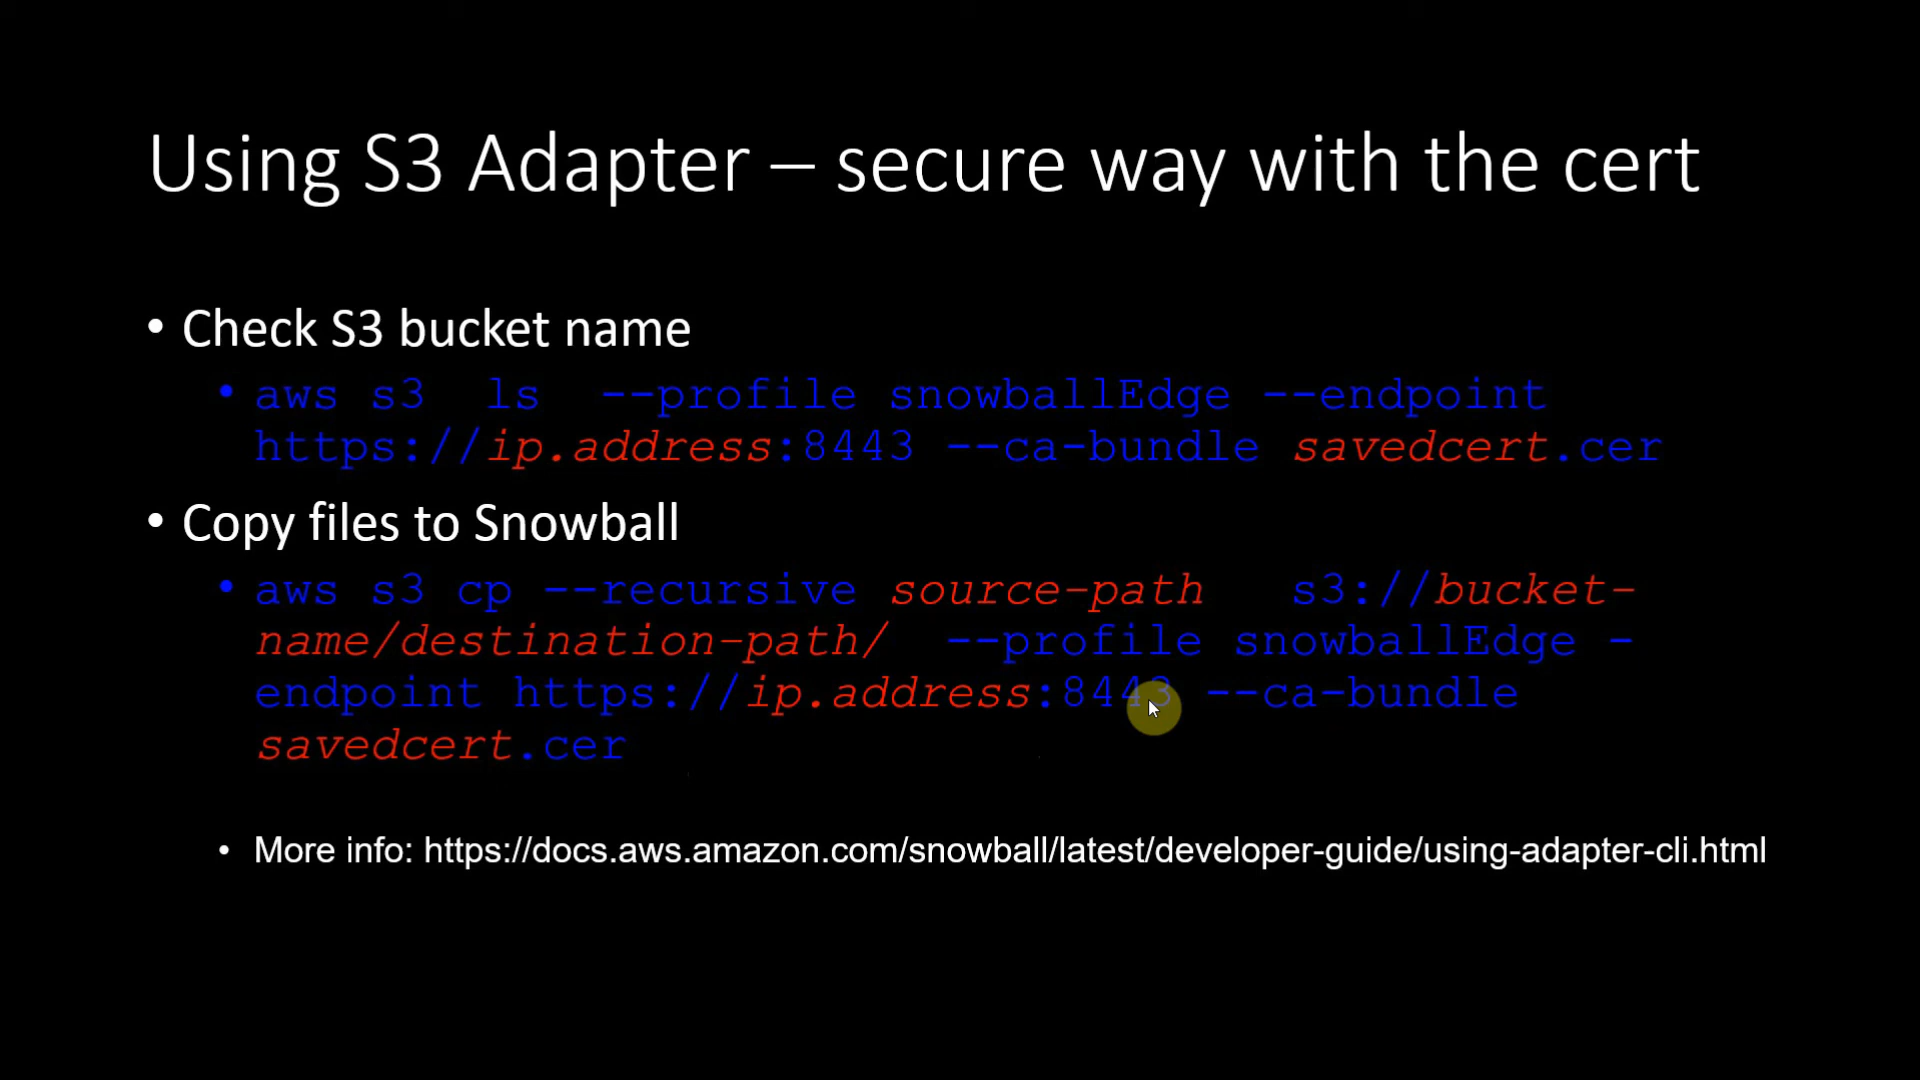 Using S3 Adapter – secure way with the cert
• Check S3 bucket name
• aws s3  ls  --profile snowballEdge --endpoint
https://ip.address:8443 --ca-bundle savedcert.cer
• Copy files to Snowball
• aws s3 cp --recursive source-path   s3://bucket-
name/destination-path/  --profile snowballEdge -
endpoint https://ip.address:8443 --ca-bundle
savedcert.cer
• More info: https://docs.aws.amazon.com/snowball/latest/developer-guide/using-adapter-cli.html